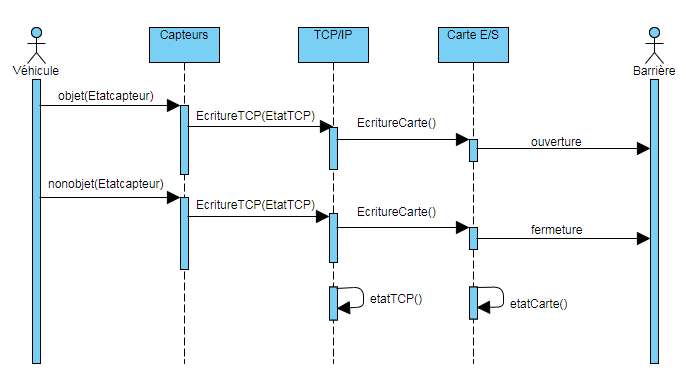 Capteurs
TCP/IP
Carte E/S
Véhicule
Barrière
objet(Etatcapteur)
EcritureTCP(EtatTCP)
EcritureCarte()
ouverture
nonobjet(Etatcapteur)
EcritureTCP(EtatTCP)
EcritureCarte()
fermeture
etatTCP()
etatCarte()